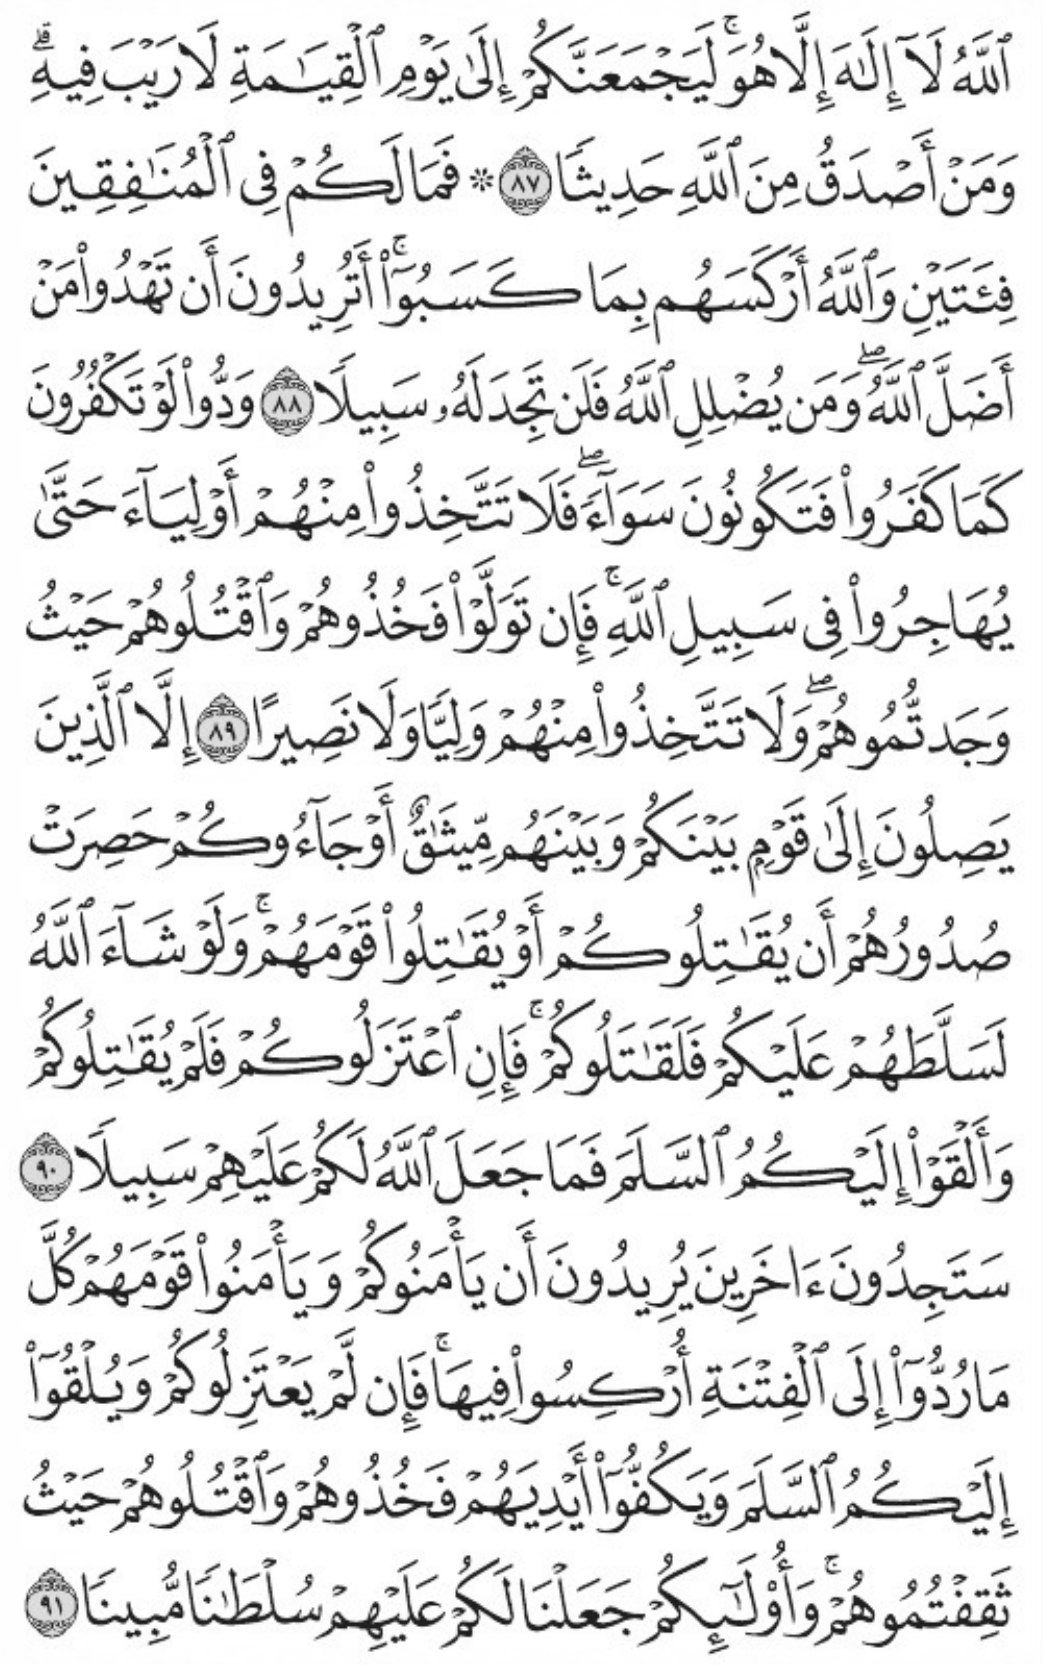 ٱللَّهُ لَآ إِلَٰهَ إِلَّا هُوَۚ لَيَجْمَعَنَّكُمْ إِلَىٰ يَوْمِ ٱلْقِيَٰمَةِ لَا رَيْبَ فِيهِۗ
وَمَنْ أَصْدَقُ مِنَ ٱللَّهِ حَدِيثًا ٨٧ ۞ فَمَا لَكُمْ فِى ٱلْمُنَٰفِقِينَ
فِئَتَيْنِ وَٱللَّهُ أَرْكَسَهُم بِمَا كَسَبُوٓا۟ۚ أَتُرِيدُونَ أَن تَهْدُوا۟ مَنْ
أَضَلَّ ٱللَّهُۖ وَمَن يُضْلِلِ ٱللَّهُ فَلَن تَجِدَ لَهُۥ سَبِيلًا ٨٨ وَدُّوا۟ لَوْ تَكْفُرُونَ
كَمَا كَفَرُوا۟ فَتَكُونُونَ سَوَآءًۖ فَلَا تَتَّخِذُوا۟ مِنْهُمْ أَوْلِيَآءَ حَتَّىٰ
يُهَاجِرُوا۟ فِى سَبِيلِ ٱللَّهِۚ فَإِن تَوَلَّوْا۟ فَخُذُوهُمْ وَٱقْتُلُوهُمْ حَيْثُ
وَجَدتُّمُوهُمْۖ وَلَا تَتَّخِذُوا۟ مِنْهُمْ وَلِيًّا وَلَا نَصِيرًا ٨٩ إِلَّا ٱلَّذِينَ
يَصِلُونَ إِلَىٰ قَوْمٍۭ بَيْنَكُمْ وَبَيْنَهُم مِّيثَٰقٌ أَوْ جَآءُوكُمْ حَصِرَتْ
صُدُورُهُمْ أَن يُقَٰتِلُوكُمْ أَوْ يُقَٰتِلُوا۟ قَوْمَهُمْۚ وَلَوْ شَآءَ ٱللَّهُ
لَسَلَّطَهُمْ عَلَيْكُمْ فَلَقَٰتَلُوكُمْۚ فَإِنِ ٱعْتَزَلُوكُمْ فَلَمْ يُقَٰتِلُوكُمْ
وَأَلْقَوْا۟ إِلَيْكُمُ ٱلسَّلَمَ فَمَا جَعَلَ ٱللَّهُ لَكُمْ عَلَيْهِمْ سَبِيلًا ٩٠
سَتَجِدُونَ ءَاخَرِينَ يُرِيدُونَ أَن يَأْمَنُوكُمْ وَيَأْمَنُوا۟ قَوْمَهُمْ كُلَّ
مَا رُدُّوٓا۟ إِلَى ٱلْفِتْنَةِ أُرْكِسُوا۟ فِيهَاۚ فَإِن لَّمْ يَعْتَزِلُوكُمْ وَيُلْقُوٓا۟
إِلَيْكُمُ ٱلسَّلَمَ وَيَكُفُّوٓا۟ أَيْدِيَهُمْ فَخُذُوهُمْ وَٱقْتُلُوهُمْ حَيْثُ
ثَقِفْتُمُوهُمْۚ وَأُو۟لَٰٓئِكُمْ جَعَلْنَا لَكُمْ عَلَيْهِمْ سُلْطَٰنًا مُّبِينًا ٩١